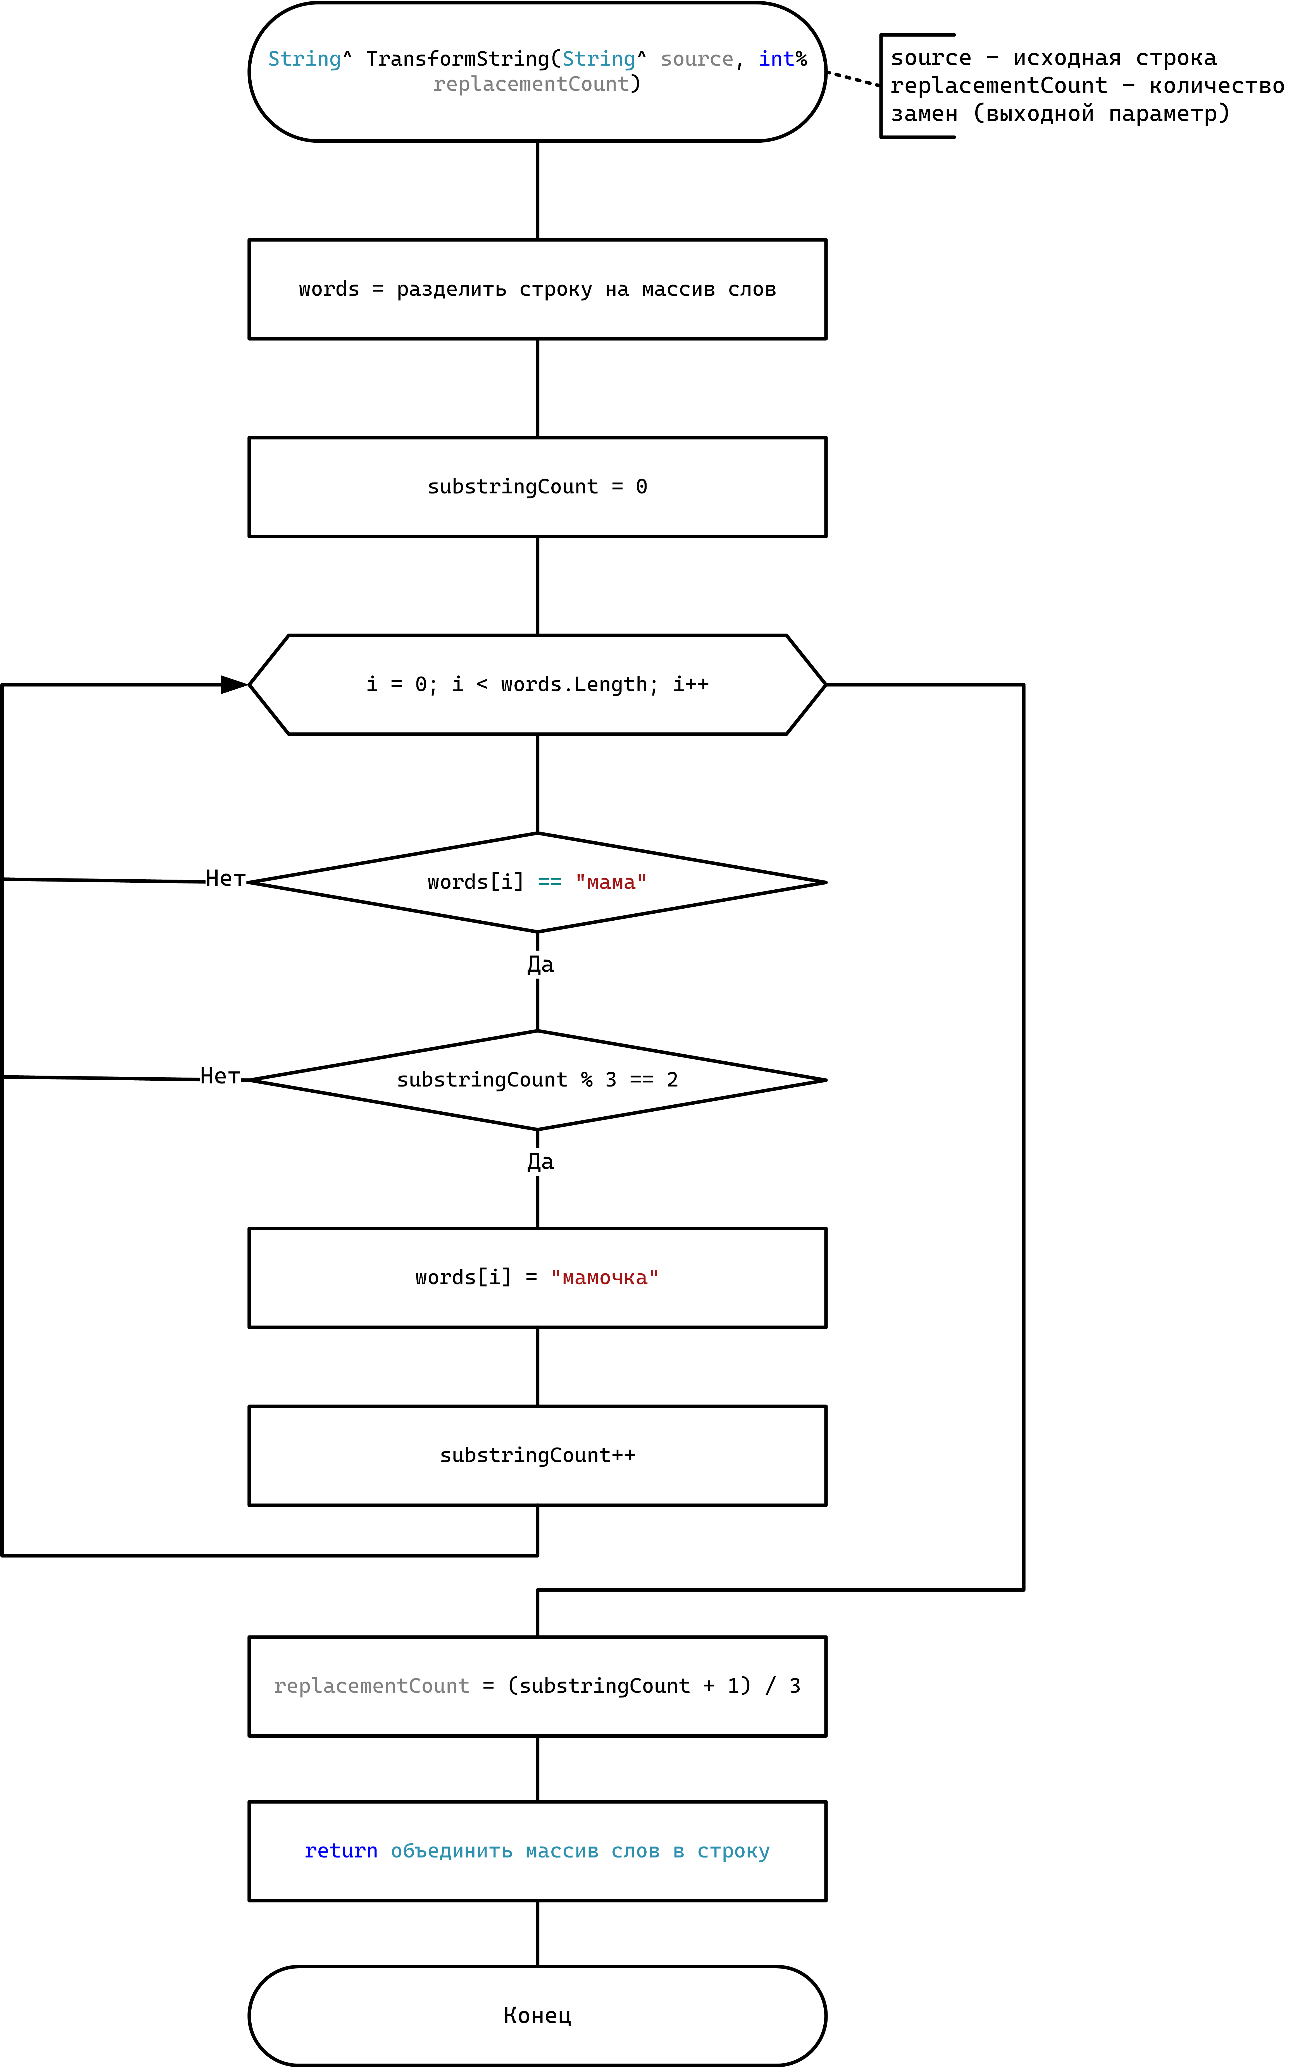 String^ TransformString(String^ source, int%
replacementCount)
source – исходная строка
replacementCount – количество
замен (выходной параметр)
words = разделить строку на массив слов
substringCount = 0
i = 0; i < words.Length; i++
Нет
words[i] == "мама"
Да
Нет
substringCount % 3 == 2
Да
words[i] = "мамочка"
substringCount++
replacementCount = (substringCount + 1) / 3
return объединить массив слов в строку
Конец